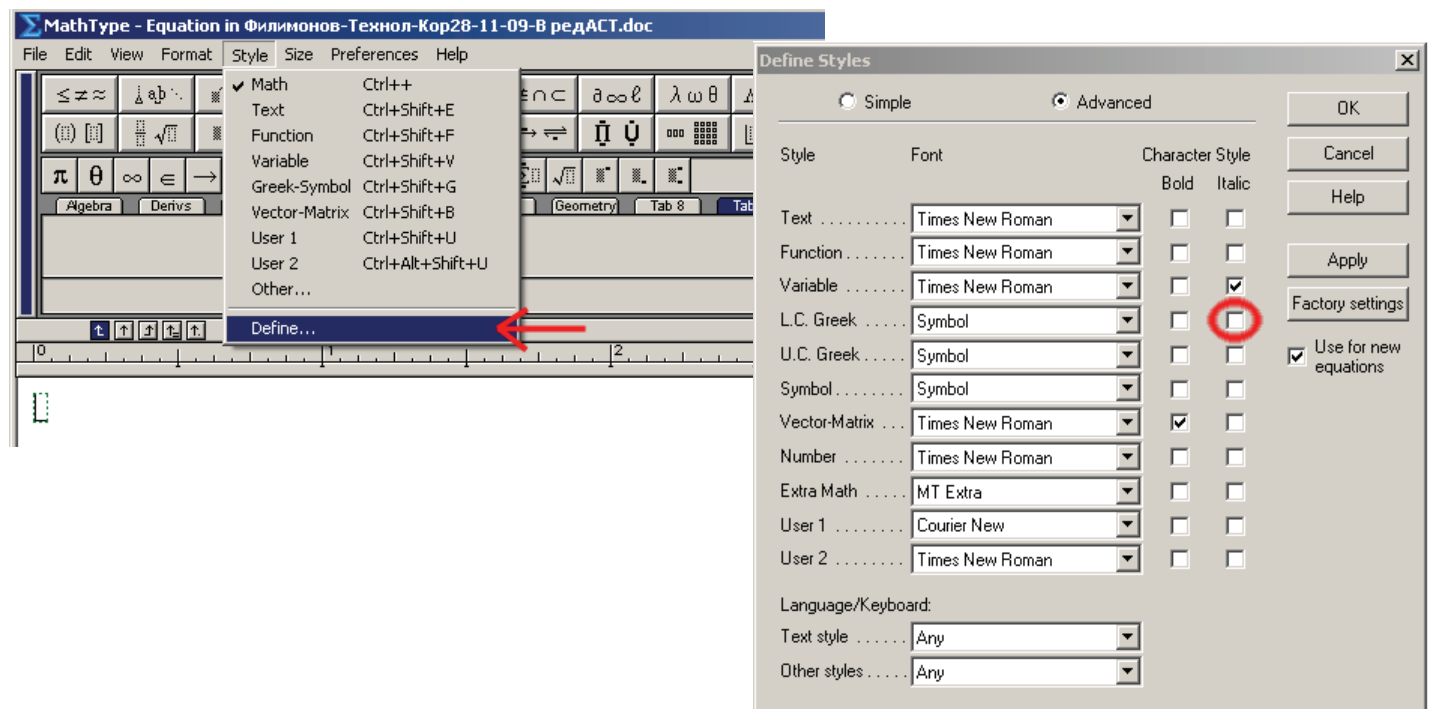 MathType - Equation in Филимонов-Технол-Кор28-11-09-В редАСТ.doc
File Edit View Format Style Size Preferences Help
Math Ctrl++
Text Ctrl+Shift+E
Function Ctrl+Shift+F
Variable Ctrl+Shift+V
Greek-Symbol Ctrl+Shift+G
Vector-Matrix Ctrl+Shift+B
User 1 Ctrl+Shift+U
User 2 Ctrl+Alt+Shift+U
Other...
Define...
≤ ≠ ≈ ∂ ∞ ℓ λ ω θ
π θ ∞ ∈ →
Algebra Derivs Geometry Tab 8 Tab
0 1 2
Define Styles
Simple Advanced OK
Style Font Character Style Cancel
Bold Italic Help
Text .......... Times New Roman
Function ....... Times New Roman Apply
Variable ....... Times New Roman Factory settings
L.C. Greek ..... Symbol
U.C. Greek ..... Symbol Use for new equations
Symbol ........ Symbol
Vector-Matrix ... Times New Roman
Number ....... Times New Roman
Extra Math ..... MT Extra
User 1 ........ Courier New
User 2 ........ Times New Roman
Language/Keyboard:
Text style ...... Any
Other styles ..... Any